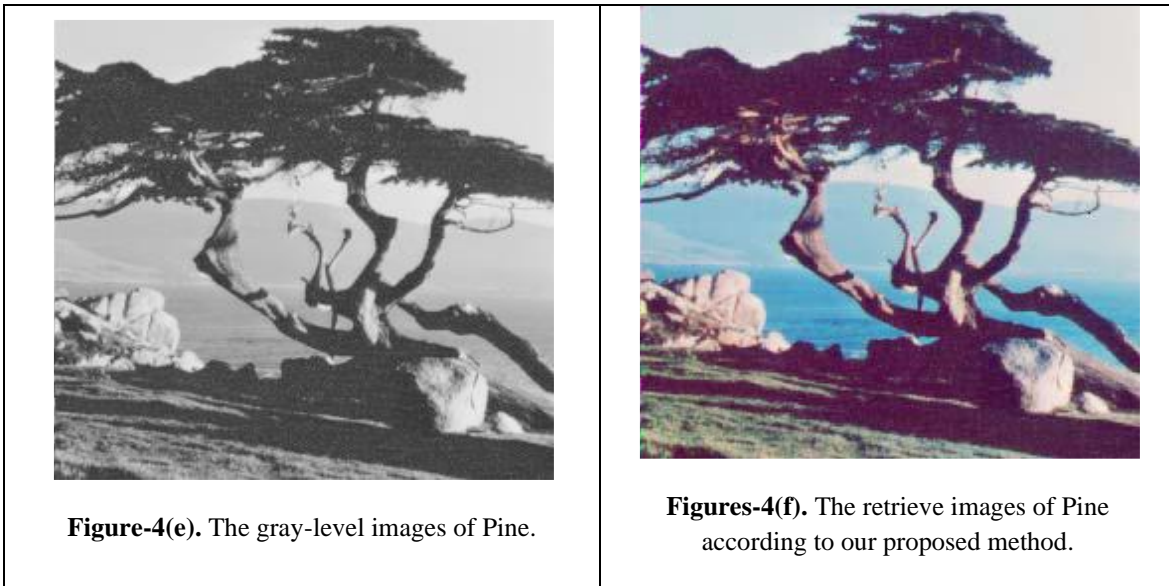 Figure-4(e). The gray-level images of Pine.
Figures-4(f). The retrieve images of Pine
according to our proposed method.